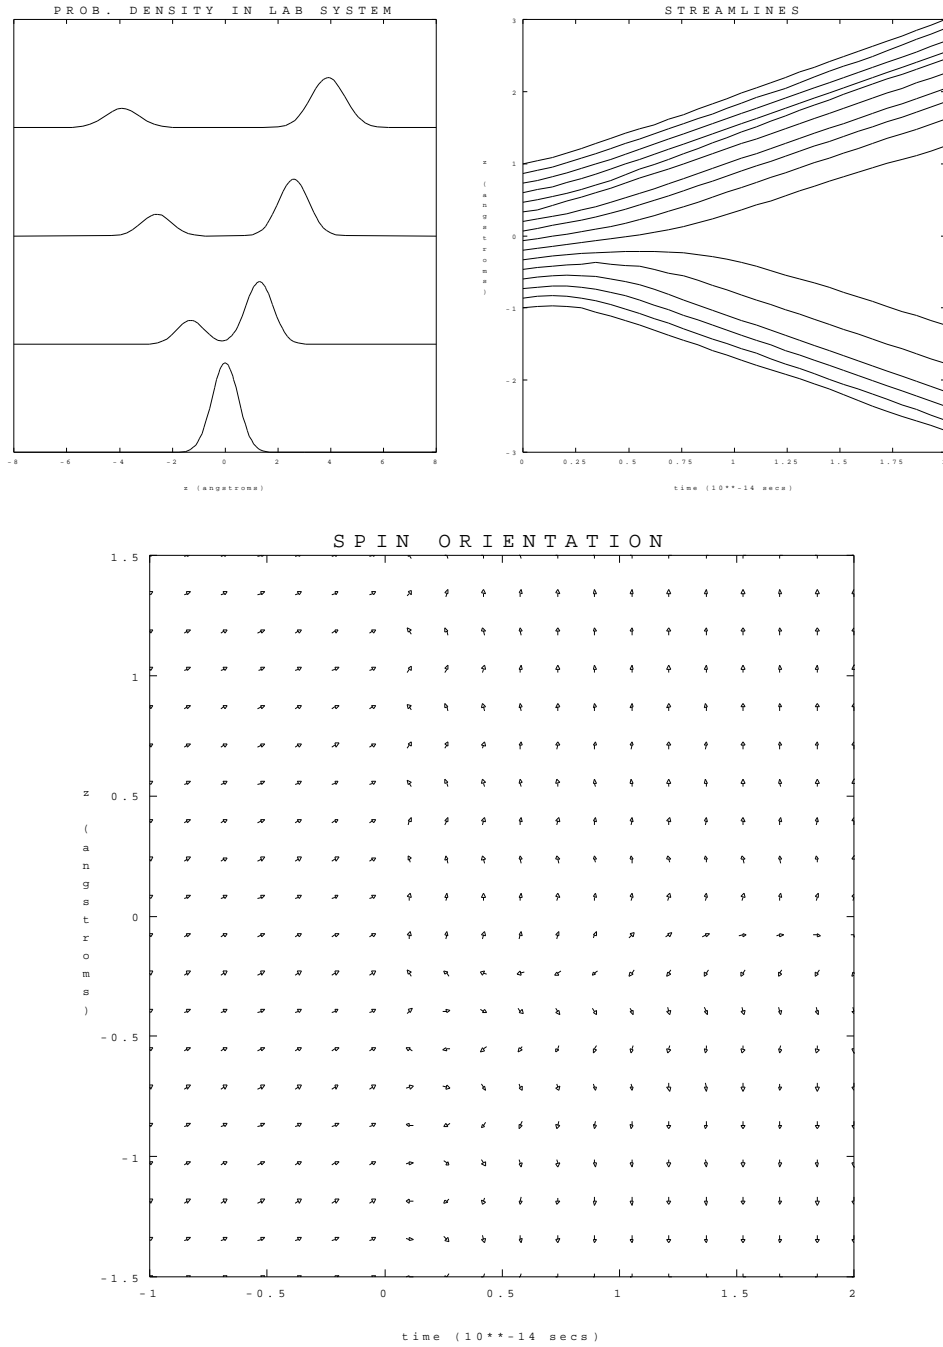 PROB. DENSITY IN LAB SYSTEM
-8 -6 -4 -2 0 2 4 6 8
z (angstroms)
STREAMLINES
3
2
1
0
-1
-2
-3
z (angstroms)
0 0.25 0.5 0.75 1 1.25 1.5 1.75 2
time (10**-14 secs)
SPIN ORIENTATION
1.5
1
0.5
0
-0.5
-1
-1.5
z (angstroms)
-1 -0.5 0 0.5 1 1.5 2
time (10**-14 secs)